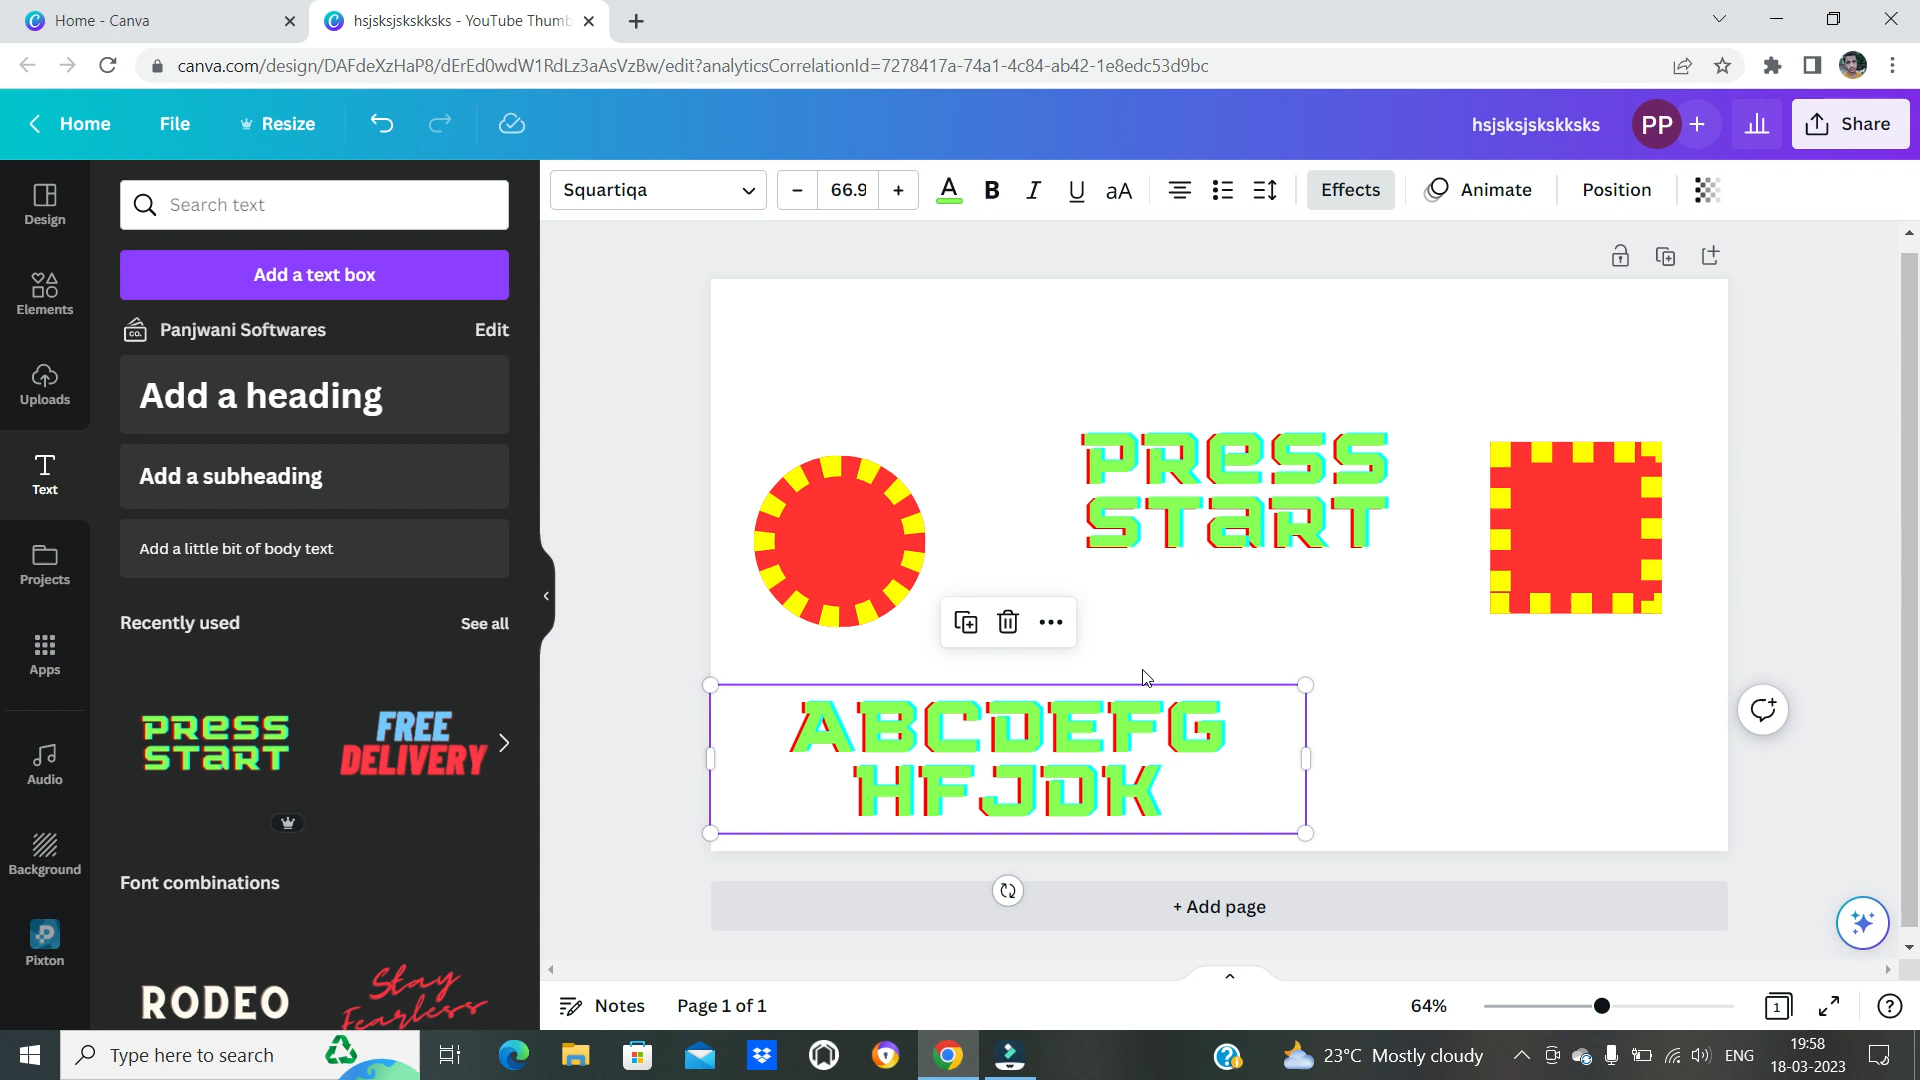 Home - Canva
hsjsksjskskksks - YouTube Thumb
canva.com/design/DAFdeXzHaP8/dErEd0wdW1RdLz3aAsVzBw/edit?analyticsCorrelationId=7278417a-74a1-4c84-ab42-1e8edc53d9bc
Home
File
Resize
hsjsksjskskksks
PP
Share
Design
Elements
Uploads
Text
Projects
Apps
Audio
Background
Pixton
Search text
Add a text box
CO.
Panjwani Softwares
Edit
Add a heading
Add a subheading
Add a little bit of body text
Recently used
See all
PRESS
START
FREE
DELIVERY
Font combinations
RODEO
Stay
Fearless
Squartiqa
- 66.9 +
A B I U aA
Effects
Animate
Position
PRESS
START
ABCDEFG
HFJDK
+ Add page
Notes
Page 1 of 1
64%
1
Type here to search
23°C Mostly cloudy
ENG
19:58
18-03-2023